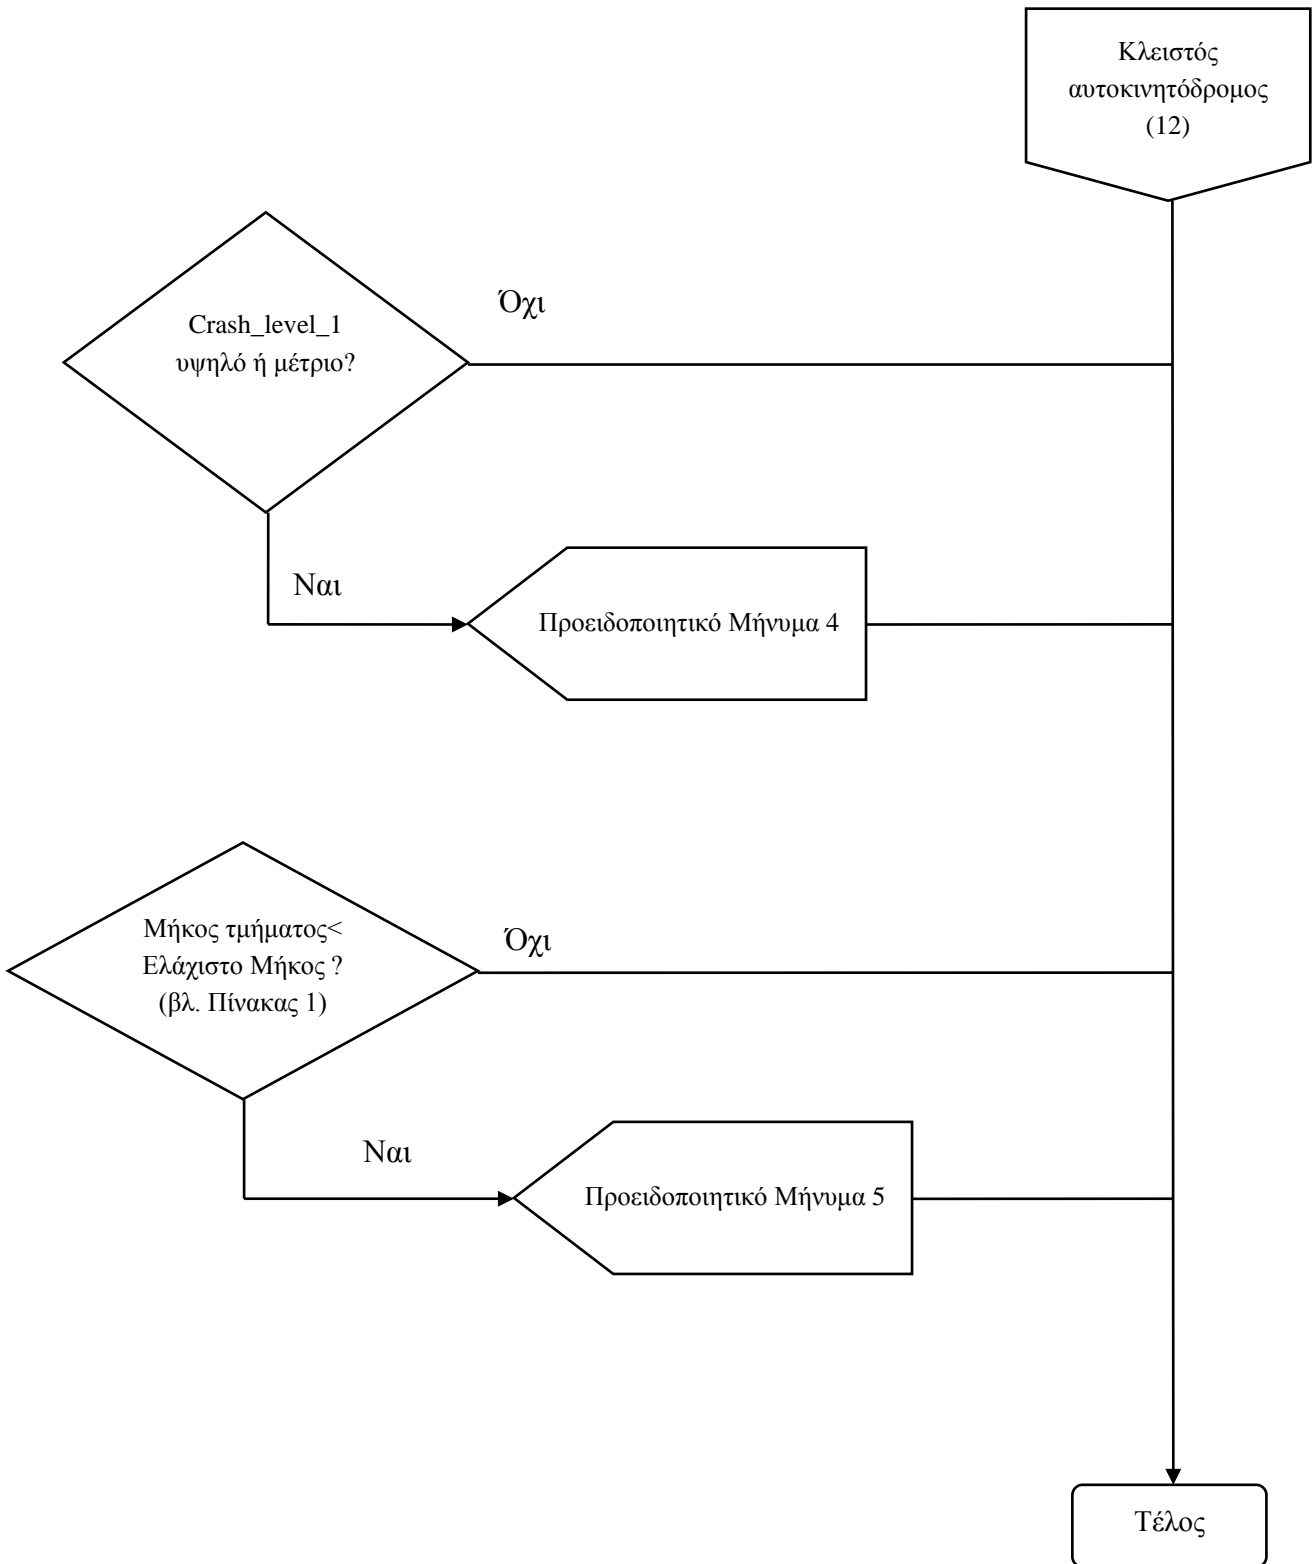 Κλειστός
αυτοκινητόδρομος
(12)
Όχι
Crash_level_1
υψηλό ή μέτριο?
Ναι
Προειδοποιητικό Μήνυμα 4
Μήκος τμήματος<
Ελάχιστο Μήκος ?
(βλ. Πίνακας 1)
Όχι
Ναι
Προειδοποιητικό Μήνυμα 5
Τέλος